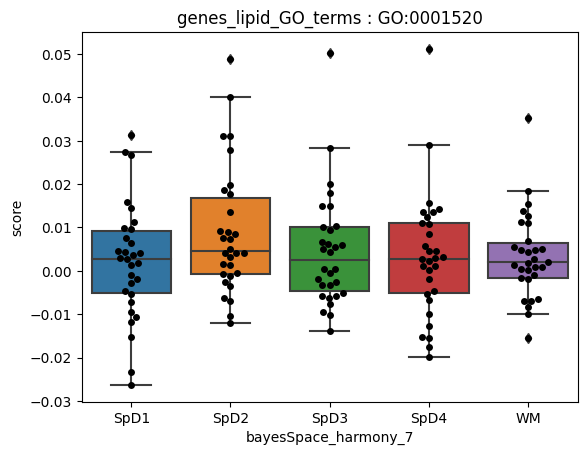 genes_lipid_GO_terms : GO:0001520
0.05
0.04
0.03
0.02
0.01
0.00
−0.01
−0.02
−0.03
score
SpD1 SpD2 SpD3 SpD4 WM
bayesSpace_harmony_7